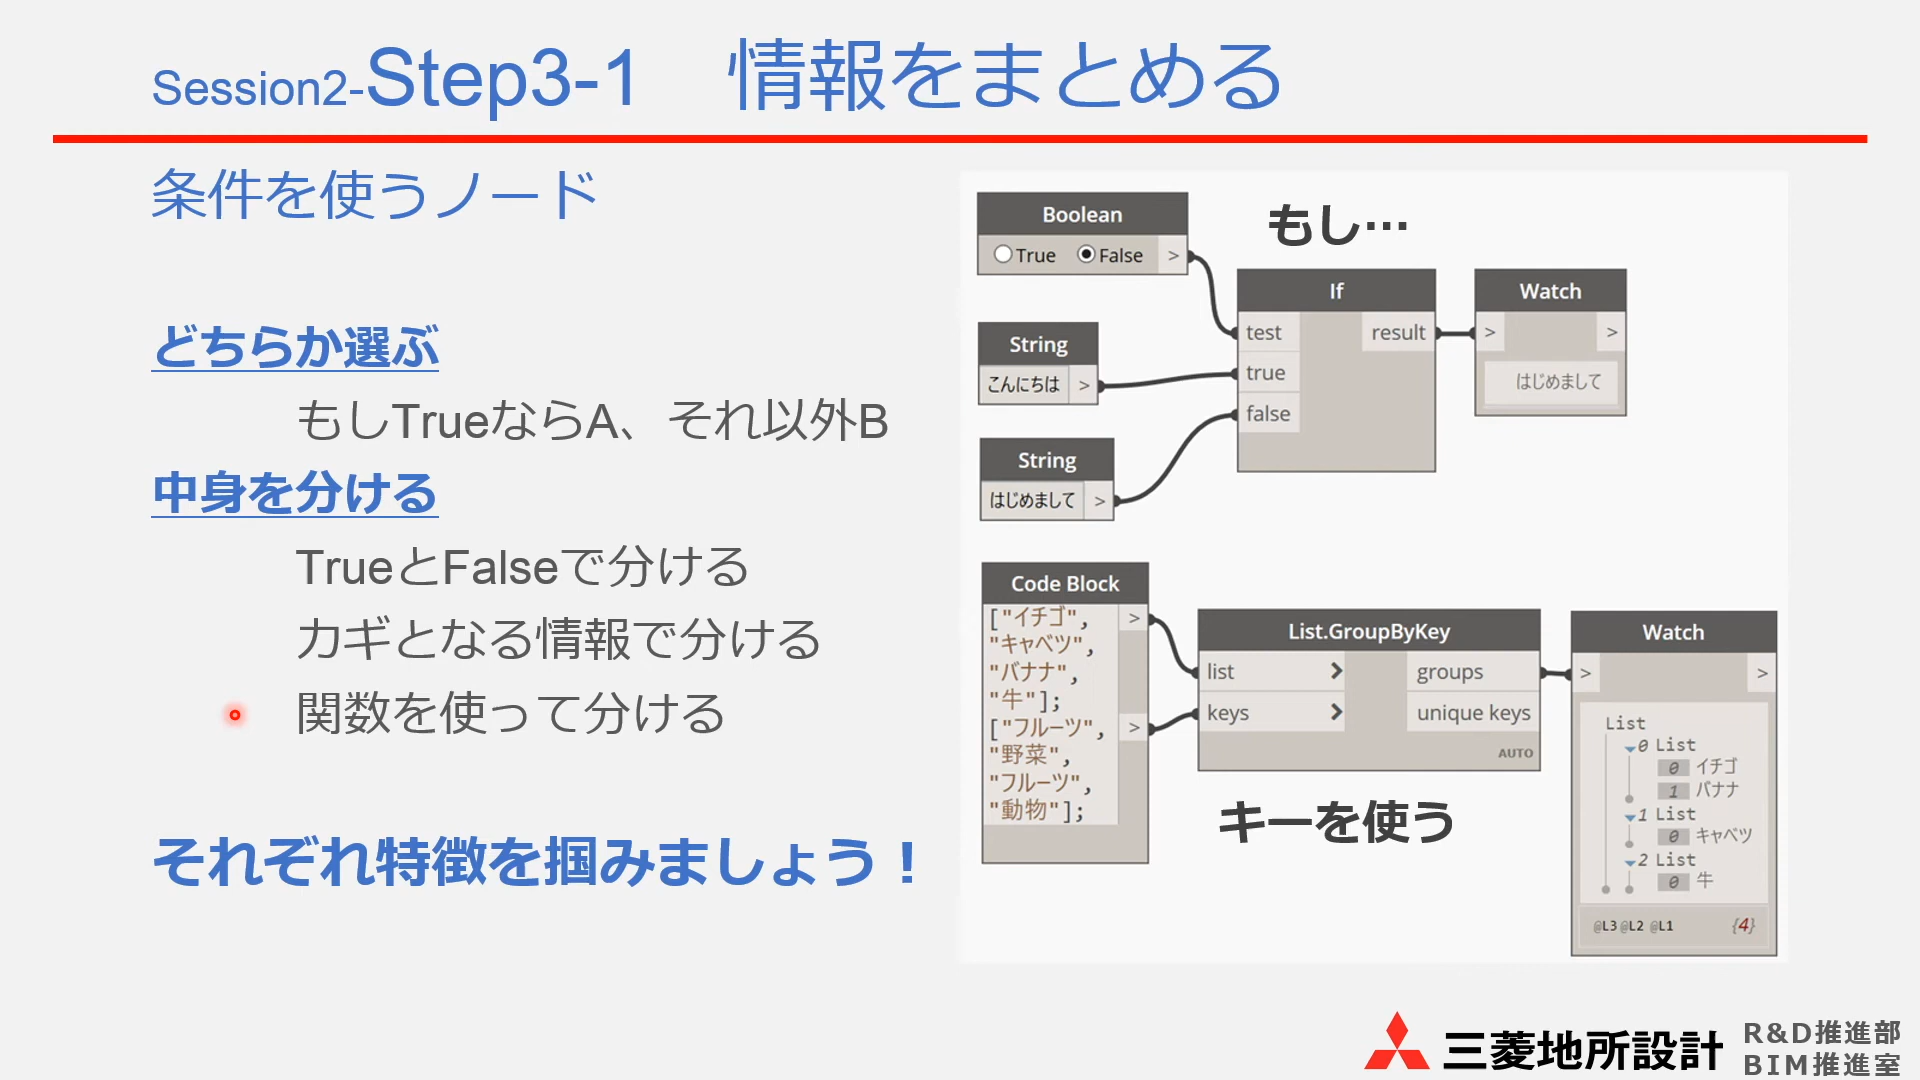 Session2-Step3-1 情報をまとめる
条件を使うノード
どちらか選ぶ
もしTrueならA、それ以外B
中身を分ける
TrueとFalseで分ける
カギとなる情報で分ける
関数を使って分ける
それぞれ特徴を掴みましょう！
Boolean
True False >
もし…
String
こんにちは >
String
はじめまして >
If
test result
true
false
Watch
> >
はじめまして
Code Block
["イチゴ", >
"キャベツ",
"バナナ",
"牛"];
["フルーツ", >
"野菜",
"フルーツ",
"動物"];
List.GroupByKey
list > groups
keys > unique keys
AUTO
キーを使う
Watch
> >
List
0 List
0 イチゴ
1 バナナ
1 List
0 キャベツ
2 List
0 牛
@L3 @L2 @L1 {4}
三菱地所設計
R&D推進部
BIM推進室